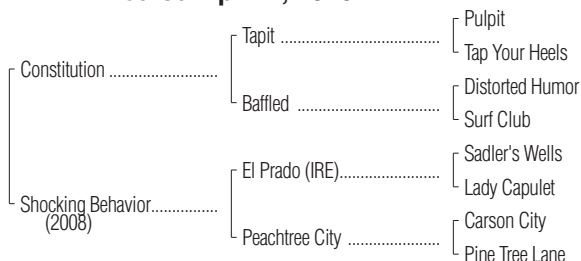 Pulpit
Tapit ........................................
Tap Your Heels
Constitution ...........................
Distorted Humor
Baffled ...................................
Surf Club
Sadler's Wells
El Prado (IRE).........................
Lady Capulet
Shocking Behavior.................
(2008)
Carson City
Peachtree City .......................
Pine Tree Lane